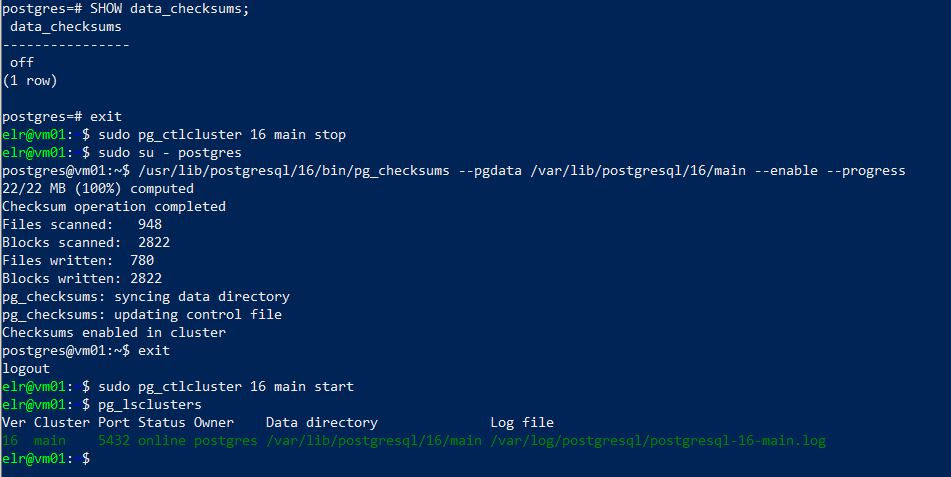 postgres=# SHOW data_checksums;
 data_checksums
----------------
 off
(1 row)

postgres=# exit
elr@vm01:~$ sudo pg_ctlcluster 16 main stop
elr@vm01:~$ sudo su - postgres
postgres@vm01:~$ /usr/lib/postgresql/16/bin/pg_checksums --pgdata /var/lib/postgresql/16/main --enable --progress
22/22 MB (100%) computed
Checksum operation completed
Files scanned:   948
Blocks scanned:  2822
Files written:  780
Blocks written: 2822
pg_checksums: syncing data directory
pg_checksums: updating control file
Checksums enabled in cluster
postgres@vm01:~$ exit
logout
elr@vm01:~$ sudo pg_ctlcluster 16 main start
elr@vm01:~$ pg_lsclusters
Ver Cluster Port Status Owner    Data directory              Log file
16  main    5432 online postgres /var/lib/postgresql/16/main /var/log/postgresql/postgresql-16-main.log
elr@vm01:~$